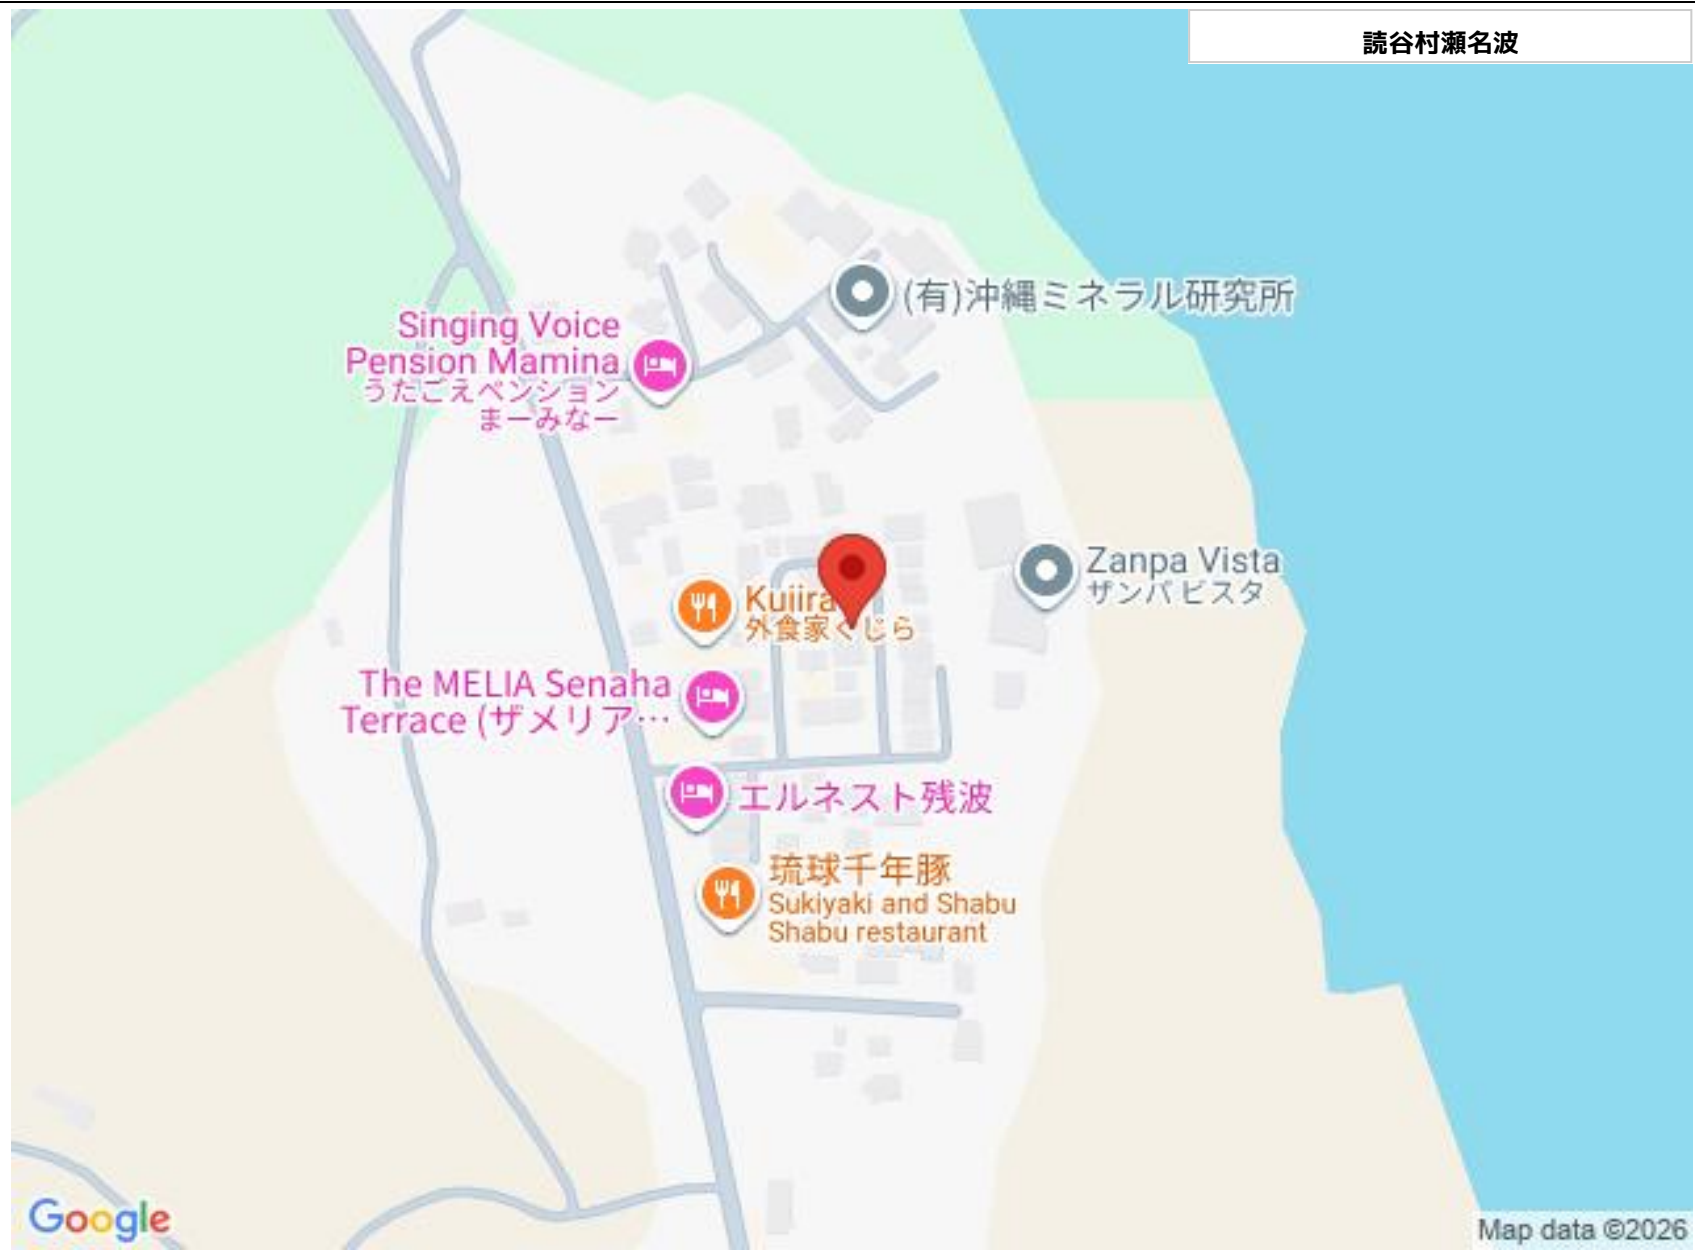 読谷村瀬名波
(有)沖縄ミネラル研究所
Singing Voice
Pension Mamina
うたごえペンション
まーみなー
Zanpa Vista
ザンパ ビスタ
Kujira
外食家くじら
The MELIA Senaha
Terrace (ザメリア…
エルネスト残波
琉球千年豚
Sukiyaki and Shabu
Shabu restaurant
Google
Map data ©2026